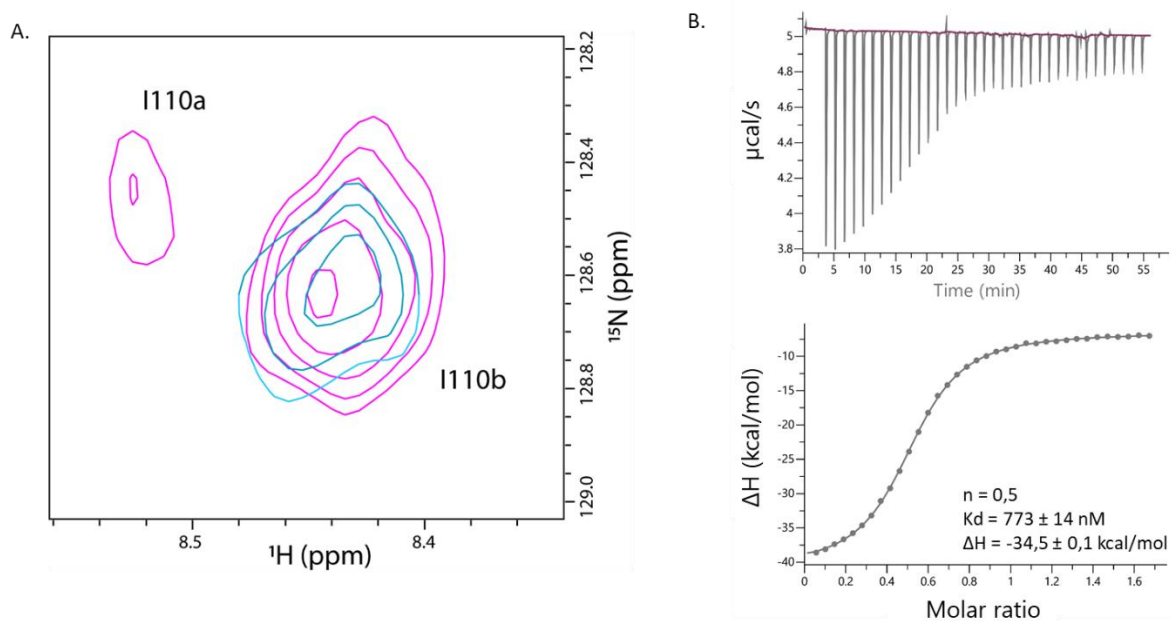 A.
I110a
I110b
128.2
128.4
128.6
128.8
129.0
¹⁵N (ppm)
8.5
8.4
¹H (ppm)
B.
5
4.8
4.6
4.4
4.2
4
3.8
µcal/s
0 5 10 15 20 25 30 35 40 45 50 55
Time (min)
-10
-15
-20
-25
-30
-35
-40
ΔH (kcal/mol)
n = 0,5
Kd = 773 ± 14 nM
ΔH = -34,5 ± 0,1 kcal/mol
0 0.2 0.4 0.6 0.8 1 1.2 1.4 1.6
Molar ratio